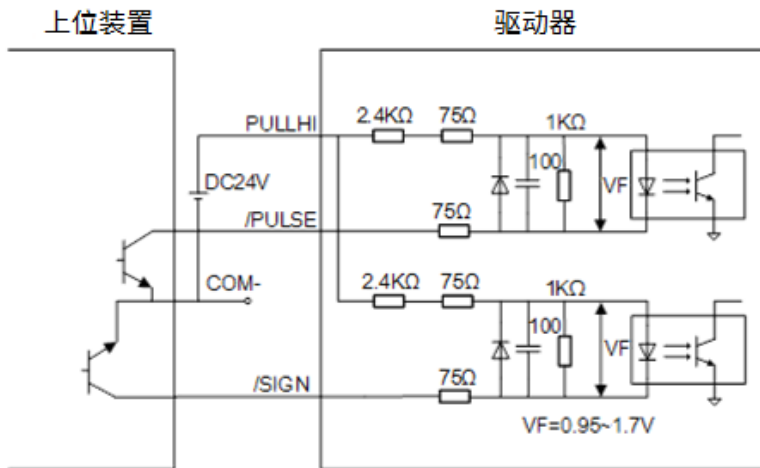 上位装置
驱动器
PULLHI
2.4KΩ
75Ω
1KΩ
DC24V
100
VF
/PULSE
75Ω
COM-
2.4KΩ
75Ω
1KΩ
100
VF
/SIGN
75Ω
VF=0.95~1.7V